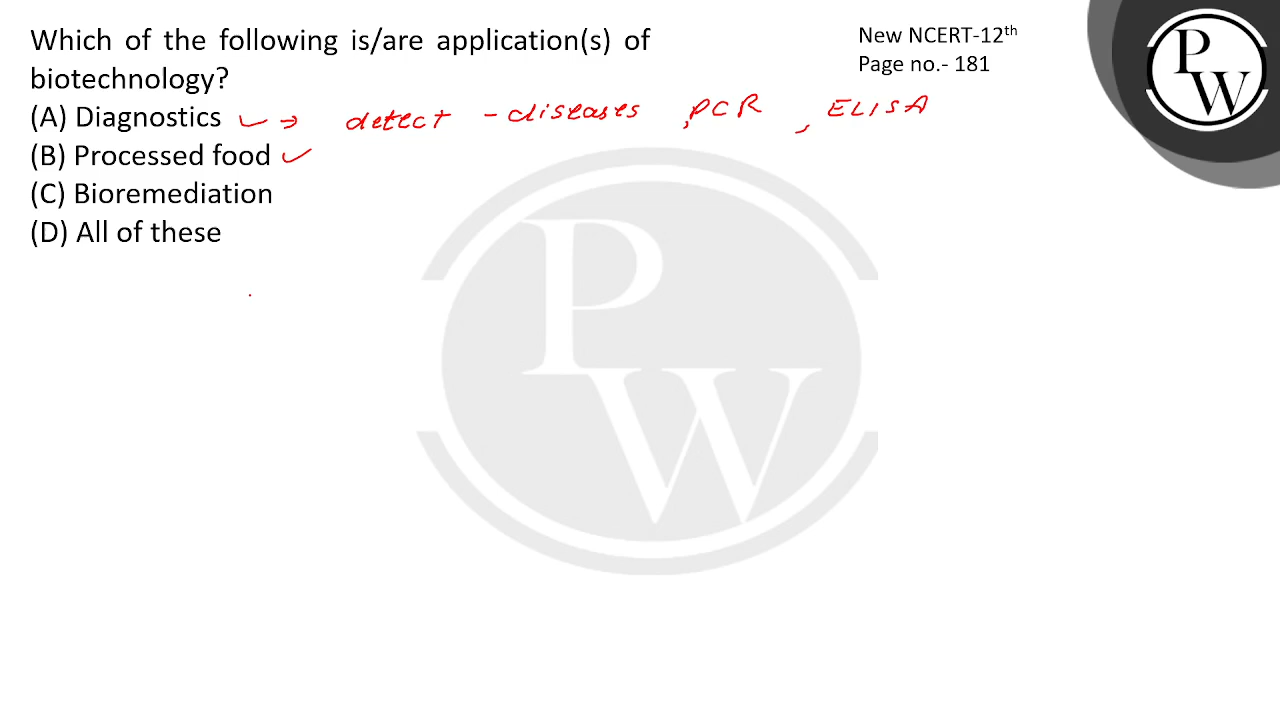 Which of the following is/are application(s) of
biotechnology?
(A) Diagnostics ✓ → detect - diseases, PCR, ELISA
(B) Processed food ✓
(C) Bioremediation
(D) All of these
New NCERT-12th
Page no.- 181
P
W
P
W